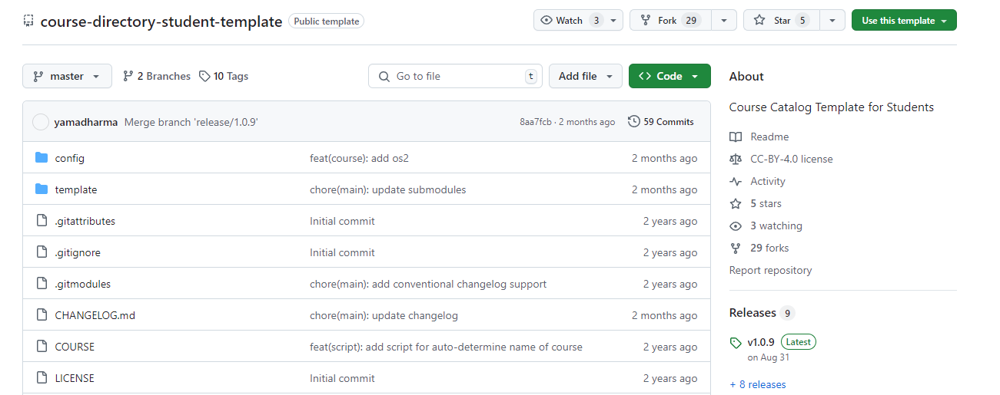 course-directory-student-template Public template Watch 3 Fork 29 Star 5 Use this template
master 2 Branches 10 Tags Go to file t Add file Code
yamadharma Merge branch 'release/1.0.9' 8aa7fcb · 2 months ago 59 Commits
config feat(course): add os2 2 months ago
template chore(main): update submodules 2 months ago
.gitattributes Initial commit 2 years ago
.gitignore Initial commit 2 years ago
.gitmodules chore(main): add conventional changelog support 2 years ago
CHANGELOG.md chore(main): update changelog 2 months ago
COURSE feat(script): add script for auto-determine name of course 2 years ago
LICENSE Initial commit 2 years ago
About
Course Catalog Template for Students
Readme
CC-BY-4.0 license
Activity
5 stars
3 watching
29 forks
Report repository
Releases 9
v1.0.9 Latest
on Aug 31
+ 8 releases